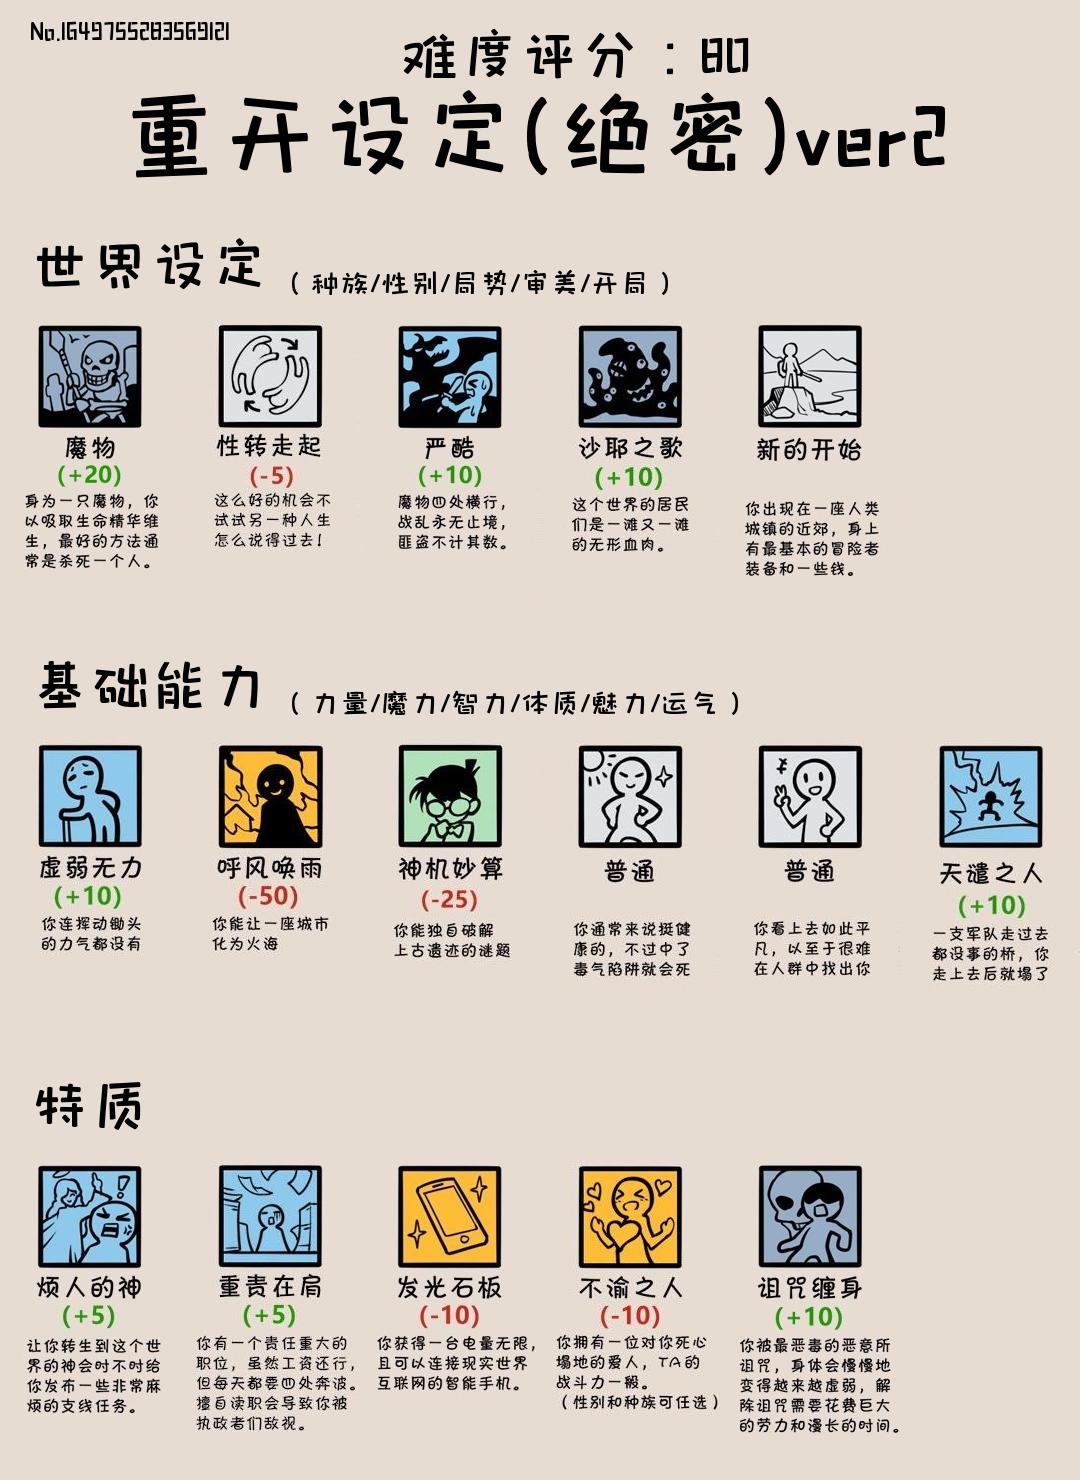 No.1649755283569121
难度评分：80
重开设定(绝密)ver2
世界设定 （种族/性别/局势/审美/开局）
魔物 性转走起 严酷 沙耶之歌 新的开始
(+20) (-5) (+10) (+10)
身为一只魔物，你
以吸取生命精华维
生，最好的方法通
常是杀死一个人。
这么好的机会不
试试另一种人生
怎么说得过去！
魔物四处横行，
战乱永无止境，
匪盗不计其数。
这个世界的居民
们是一滩又一滩
的无形血肉。
你出现在一座人类
城镇的近郊，身上
有最基本的冒险者
装备和一些钱。
基础能力 （力量/魔力/智力/体质/魅力/运气）
虚弱无力 呼风唤雨 神机妙算 普通 普通 天谴之人
(+10) (-50) (-25) (+10)
你连挥动锄头
的力气都没有
你能让一座城市
化为火海
你能独自破解
上古遗迹的谜题
你通常来说挺健
康的，不过中了
毒气陷阱就会死
你看上去如此平
凡，以至于很难
在人群中找出你
一支军队走过去
都没事的桥，你
走上去后就塌了
特质
烦人的神 重责在肩 发光石板 不渝之人 诅咒缠身
(+5) (+5) (-10) (-10) (+10)
让你转生到这个世
界的神会时不时给
你发布一些非常麻
烦的支线任务。
你有一个责任重大的
职位，虽然工资还行，
但每天都要四处奔波。
擅自渎职会导致你被
执政者们敌视。
你获得一台电量无限，
且可以连接现实世界
互联网的智能手机。
你拥有一位对你死心
塌地的爱人，TA的
战斗力一般。
（性别和种族可任选）
你被最恶毒的恶意所
诅咒，身体会慢慢地
变得越来越虚弱，解
除诅咒需要花费巨大
的劳力和漫长的时间。